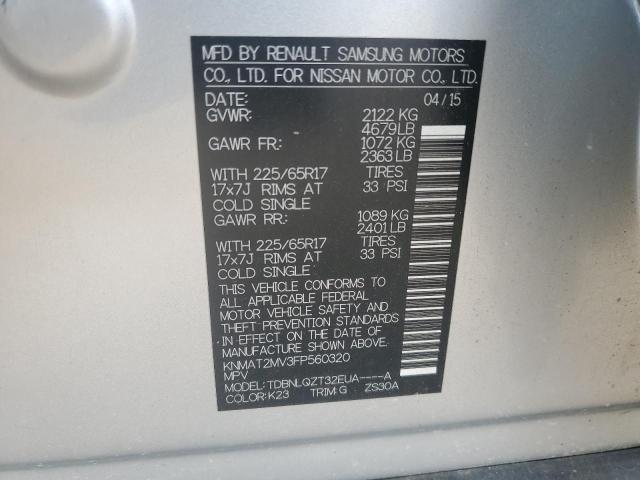 MFD BY RENAULT SAMSUNG MOTORS
CO., LTD. FOR NISSAN MOTOR CO., LTD.
DATE: 04/15
GVWR: 2122 KG
4679 LB
GAWR FR: 1072 KG
2363 LB
WITH 225/65R17 TIRES
17x7J RIMS AT 33 PSI
COLD SINGLE
GAWR RR: 1089 KG
2401 LB
WITH 225/65R17 TIRES
17x7J RIMS AT 33 PSI
COLD SINGLE
THIS VEHICLE CONFORMS TO
ALL APPLICABLE FEDERAL
MOTOR VEHICLE SAFETY AND
THEFT PREVENTION STANDARDS
IN EFFECT ON THE DATE OF
MANUFACTURE SHOWN ABOVE.
KNMAT2MV3FP560320
MPV
MODEL: TDBNLQZT32EUA----A
COLOR: K23 TRIM: G ZS30A